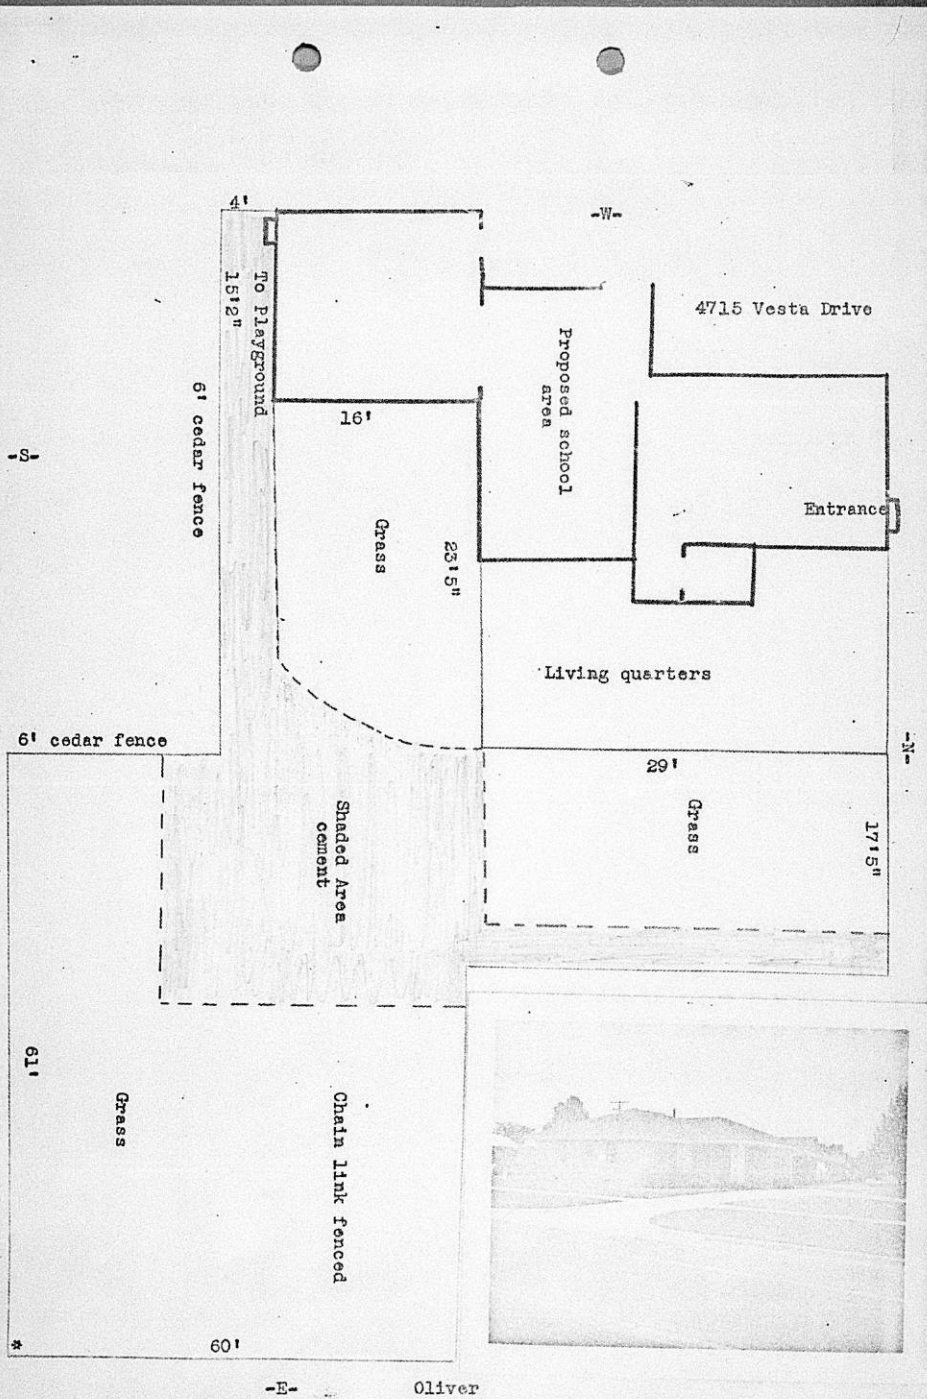 4'
-W-
4715 Vesta Drive
To Playground
15'2"
Proposed school
area
6' cedar fence
16'
-S-
Entrance
Grass
23'5"
Living quarters
6' cedar fence
-N-
29'
Grass
17'5"
Shaded Area
cement
61'
Grass
Chain link fenced
*
60'
-E-
Oliver